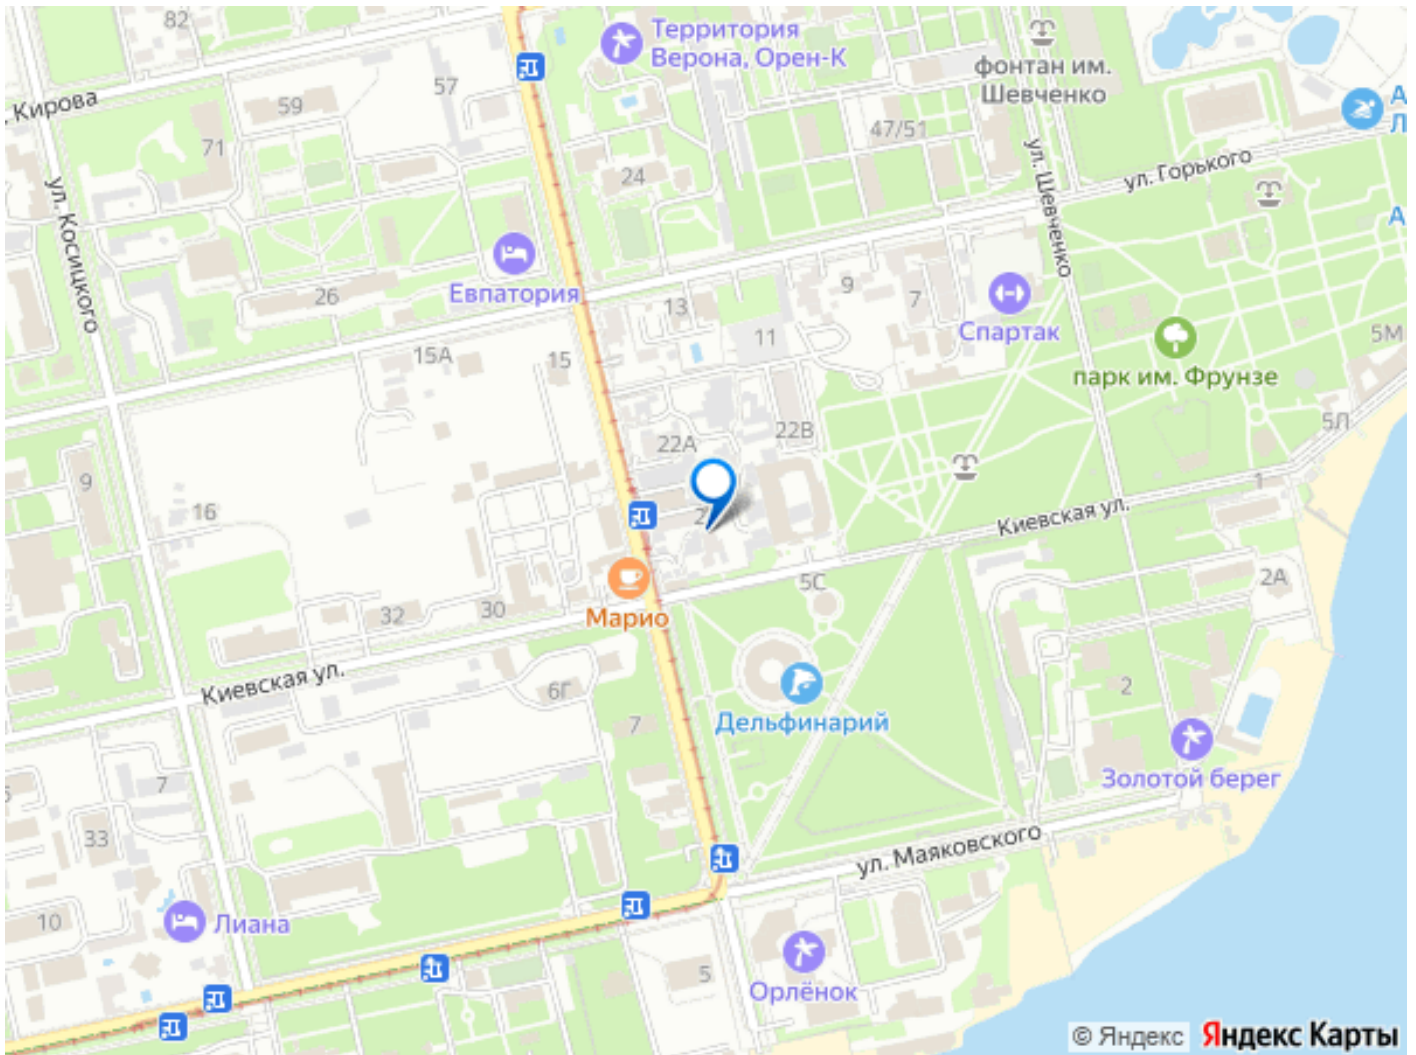 82
Территория
Верона, Орен-К
фонтан им.
Шевченко
57
59
. Кирова
71
47/51
А
Л
24
ул. Шевченко
ул. Горького
ул. Косицкого
А
Евпатория
26
13
9
7
11
Спартак
5М
15А
15
парк им. Фрунзе
5Л
22А
22В
9
16
1
2
Киевская ул.
5С
2А
Марио
32
30
Киевская ул.
6Г
7
2
Дельфинарий
Золотой берег
7
33
ул. Маяковского
10
Лиана
5
Орлёнок
© Яндекс
Яндекс Карты